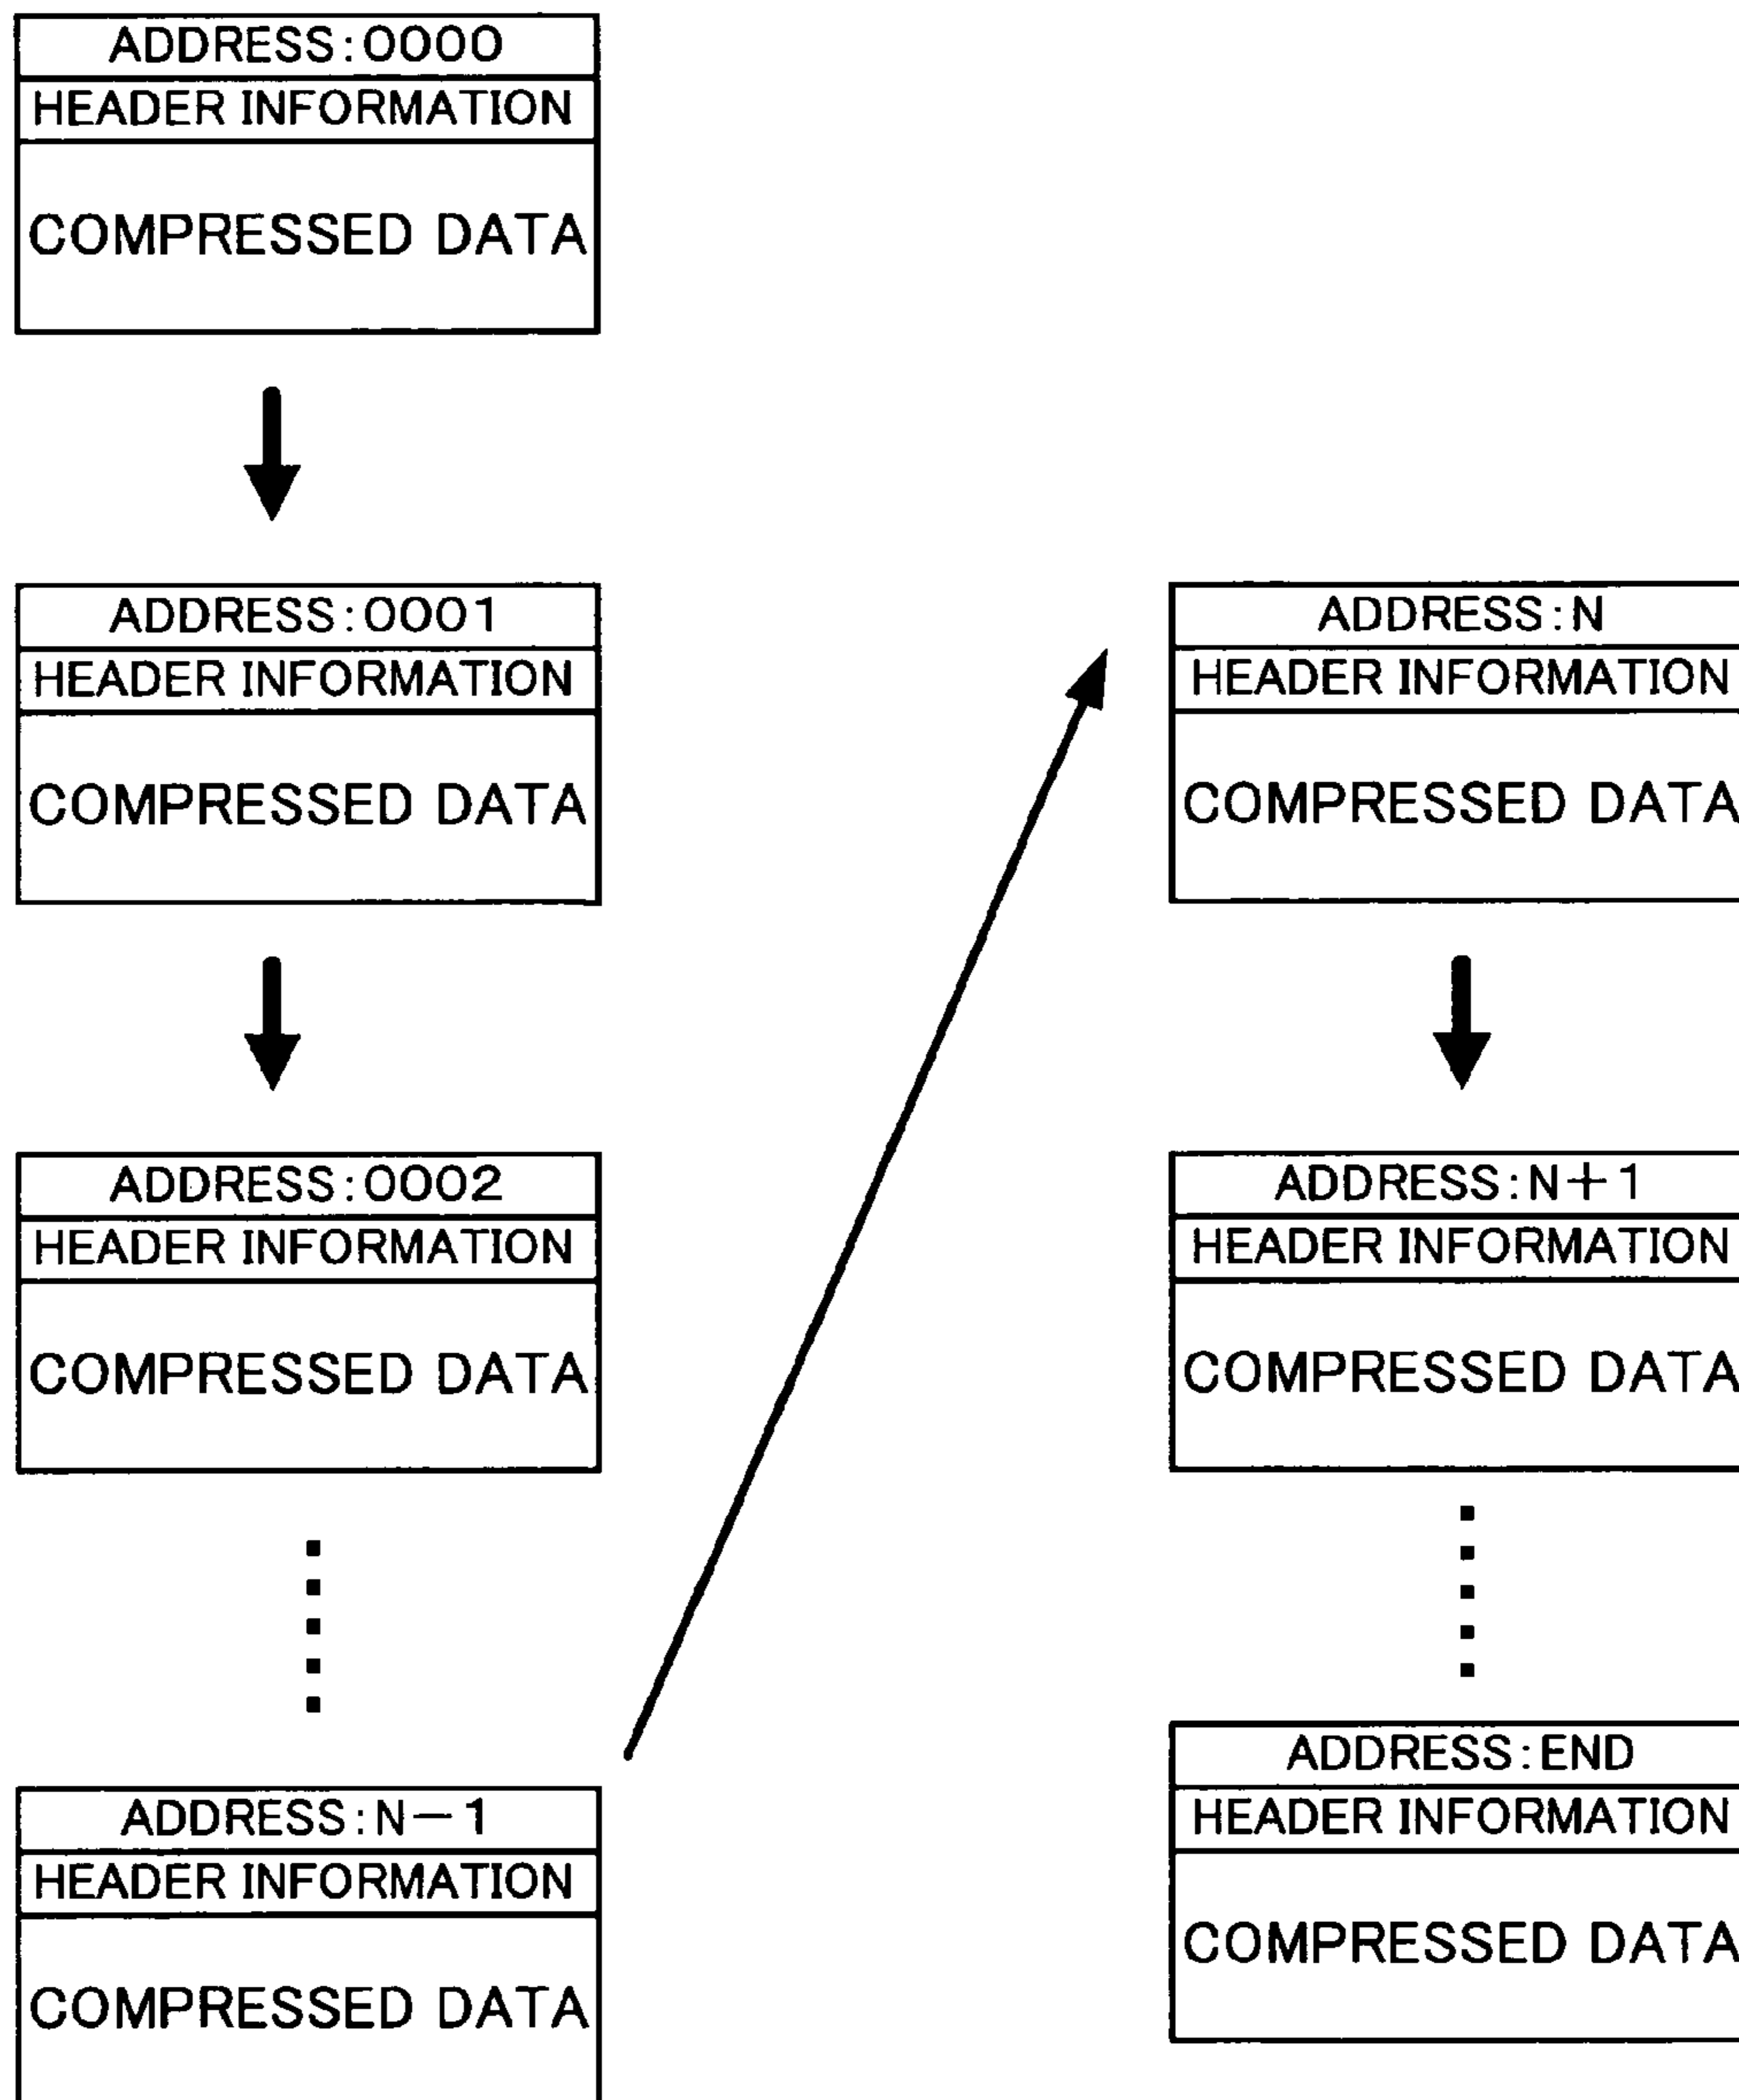 ADDRESS:0000
HEADER INFORMATION
COMPRESSED DATA
ADDRESS:0001
HEADER INFORMATION
COMPRESSED DATA
ADDRESS:0002
HEADER INFORMATION
COMPRESSED DATA
ADDRESS:N-1
HEADER INFORMATION
COMPRESSED DATA
ADDRESS:N
HEADER INFORMATION
COMPRESSED DATA
ADDRESS:N+1
HEADER INFORMATION
COMPRESSED DATA
ADDRESS:END
HEADER INFORMATION
COMPRESSED DATA